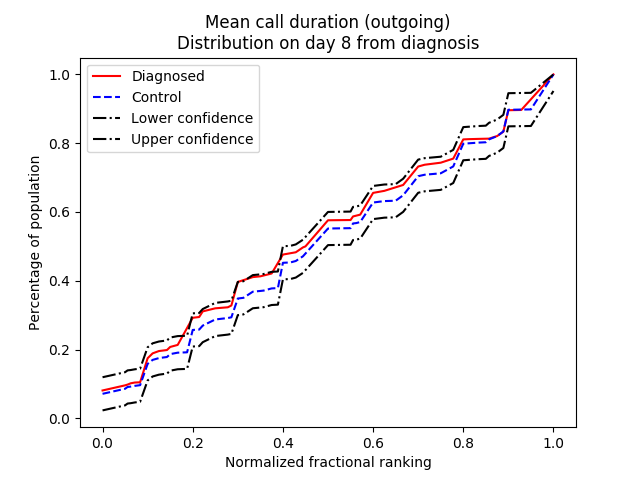 Mean call duration (outgoing)
Distribution on day 8 from diagnosis
Diagnosed
Control
Lower confidence
Upper confidence
Percentage of population
1.0
0.8
0.6
0.4
0.2
0.0
0.0 0.2 0.4 0.6 0.8 1.0
Normalized fractional ranking